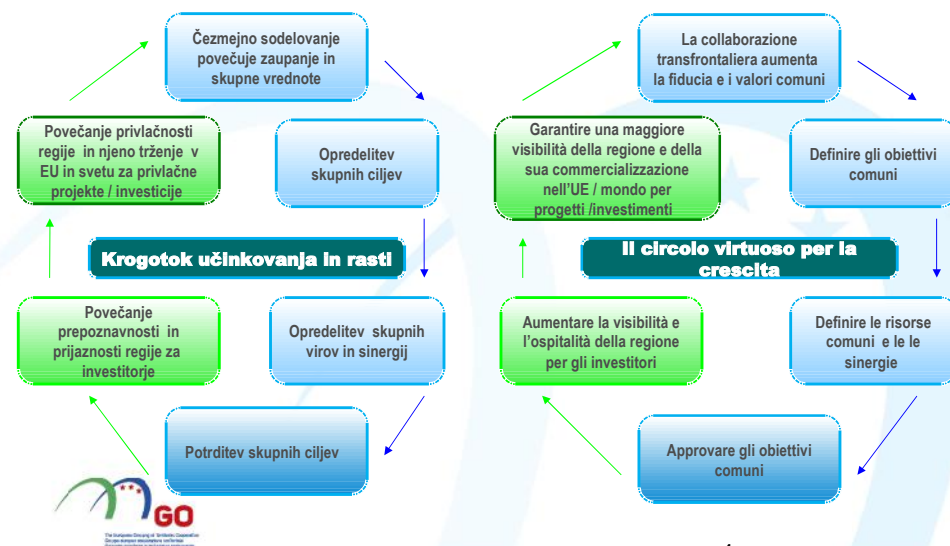 Čezmejno sodelovanje
povečuje zaupanje in
skupne vrednote
Povečanje privlačnosti
regije in njeno trženje v
EU in svetu za privlačne
projekte / investicije
Opredelitev
skupnih ciljev
Krogotok učinkovanja in rasti
Povečanje
prepoznavnosti in
prijaznosti regije za
investitorje
Opredelitev skupnih
virov in sinergij
Potrditev skupnih ciljev
GO
La collaborazione
transfrontaliera aumenta
la fiducia e i valori comuni
Garantire una maggiore
visibilità della regione e della
sua commercializzazione
nell'UE / mondo per
progetti /investimenti
Definire gli obiettivi
comuni
Il circolo virtuoso per la
crescita
Aumentare la visibilità e
l'ospitalità della regione
per gli investitori
Definire le risorse
comuni e le le
sinergie
Approvare gli obiettivi
comuni